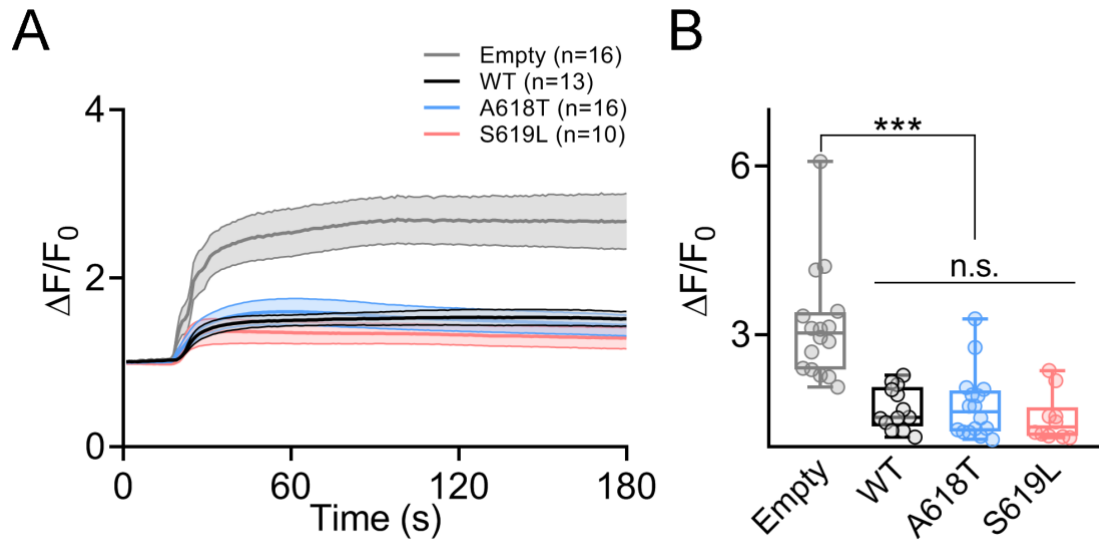 A
Empty (n=16)
WT (n=13)
A618T (n=16)
S619L (n=10)
4
2
0
ΔF/F0
0 60 120 180
Time (s)
B
***
n.s.
6
3
ΔF/F0
Empty
WT
A618T
S619L